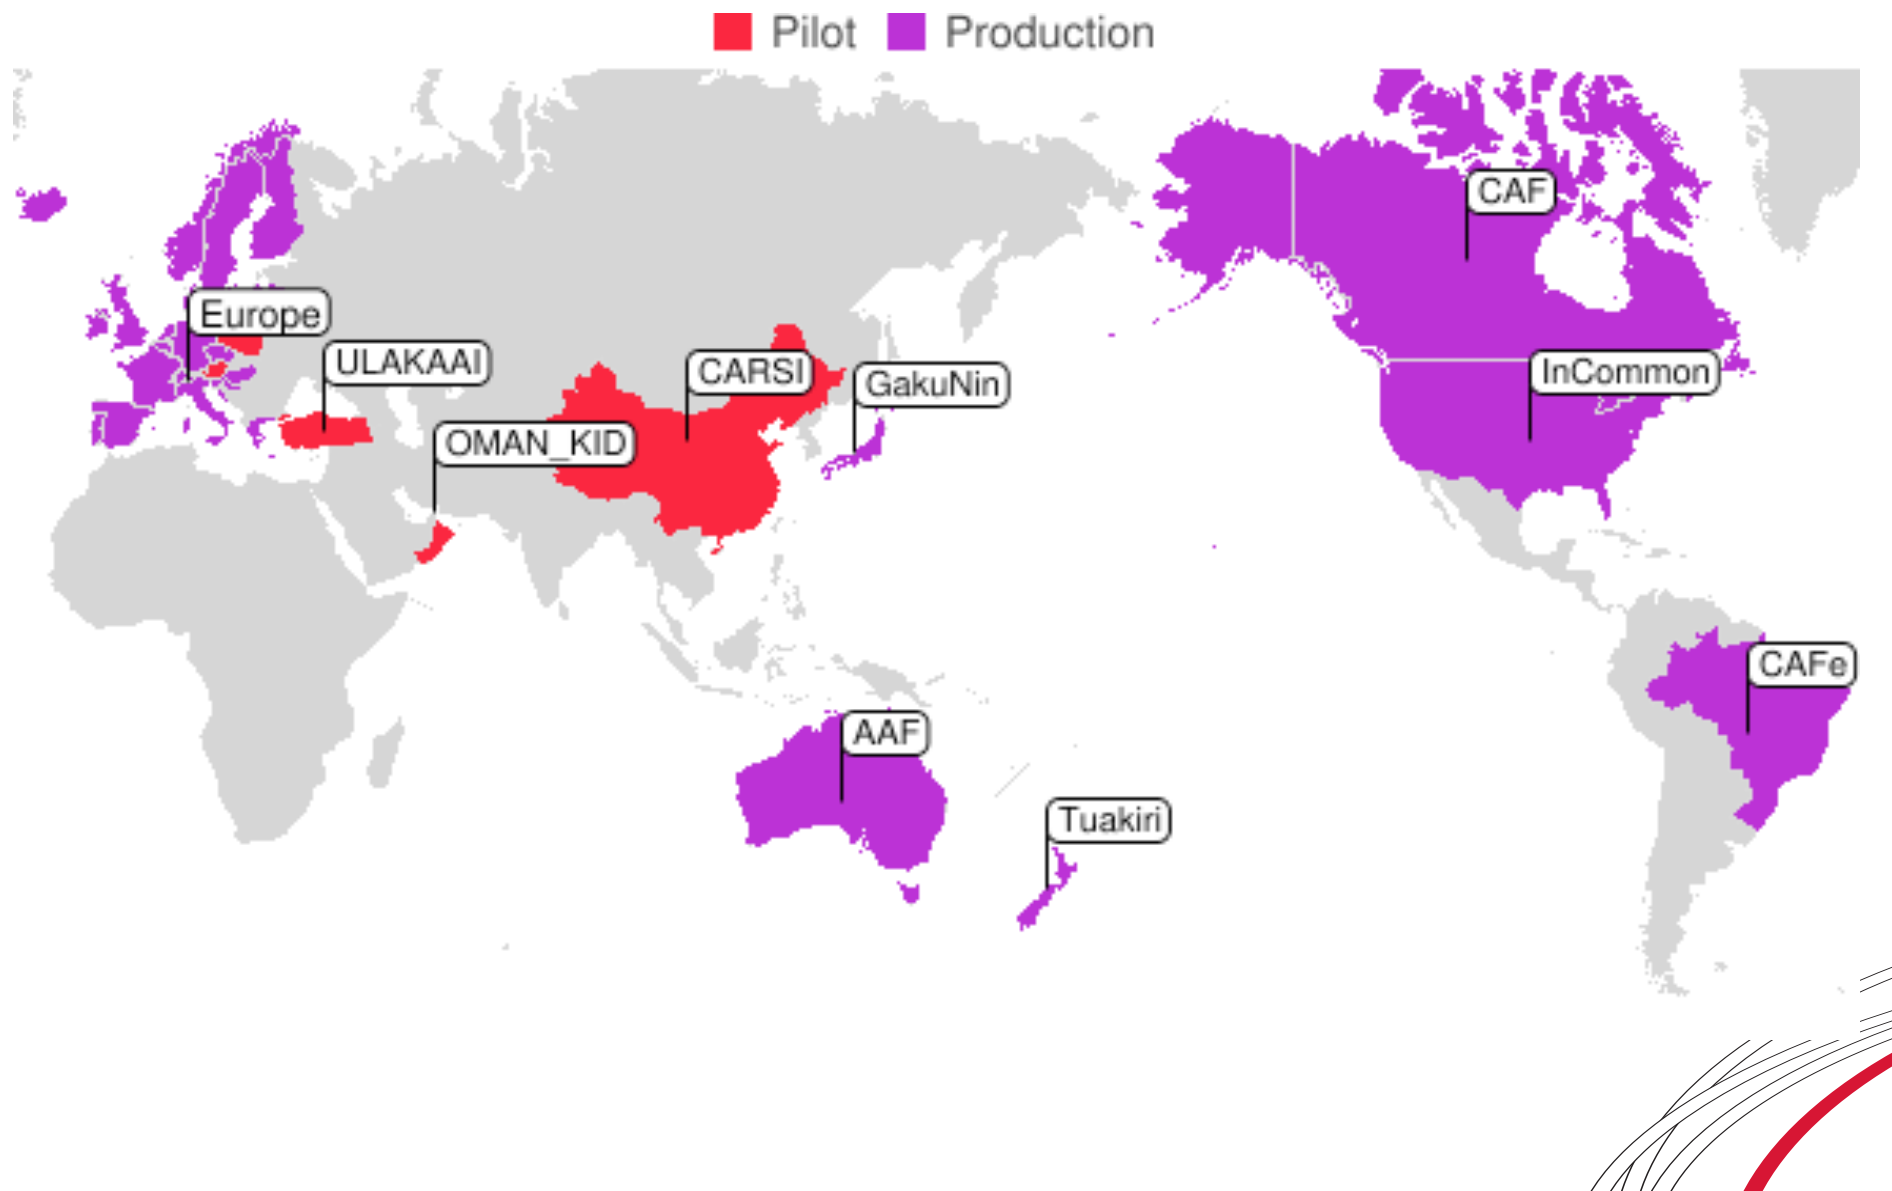 Pilot Production
CAF
Europe
ULAKAAI
CARSI
GakuNin
InCommon
OMAN_KID
CAFe
AAF
Tuakiri